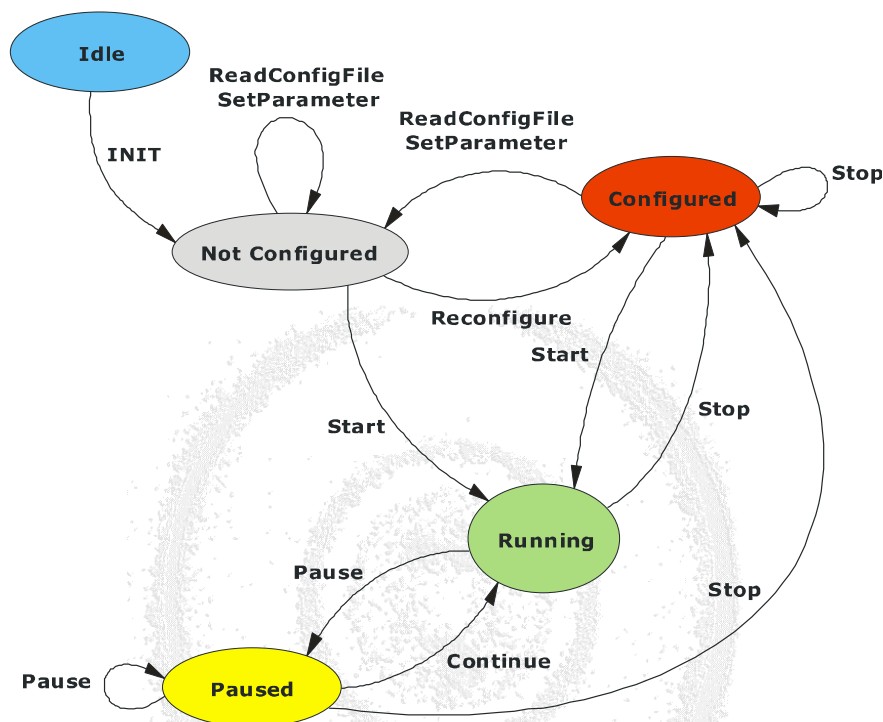 Idle
ReadConfigFile
SetParameter
ReadConfigFile
SetParameter
INIT
Stop
Configured
Not Configured
Reconfigure
Start
Stop
Start
Running
Pause
Stop
Continue
Pause
Paused